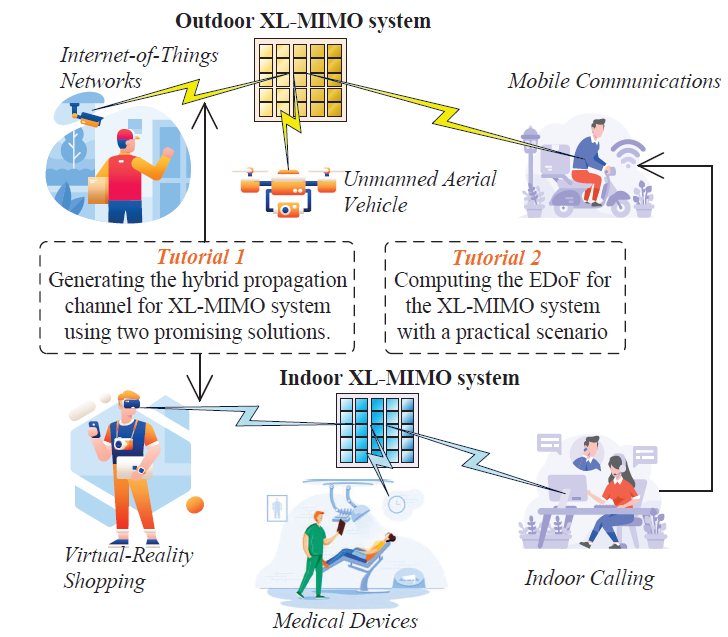 Outdoor XL-MIMO system
Internet-of-Things
Networks
Mobile Communications
Unmanned Aerial
Vehicle
Tutorial 1
Generating the hybrid propagation
channel for XL-MIMO system
using two promising solutions.
Tutorial 2
Computing the EDoF for
the XL-MIMO system
with a practical scenario
Indoor XL-MIMO system
Virtual-Reality
Shopping
Medical Devices
Indoor Calling